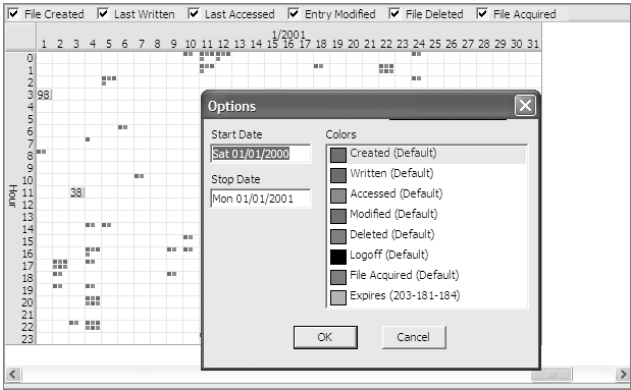 File Created Last Written Last Accessed Entry Modified File Deleted File Acquired
1/2001
1 2 3 4 5 6 7 8 9 10 11 12 13 14 15 16 17 18 19 20 21 22 23 24 25 26 27 28 29 30 31
0
1
2
3 98
4
5
6
7
8
9
10
11 38
12
13
14
15
16
17
18
19
20
21
22
23
Hour
Options
Start Date
Sat 01/01/2000
Stop Date
Mon 01/01/2001
Colors
Created (Default)
Written (Default)
Accessed (Default)
Modified (Default)
Deleted (Default)
Logoff (Default)
File Acquired (Default)
Expires (203-181-184)
OK Cancel